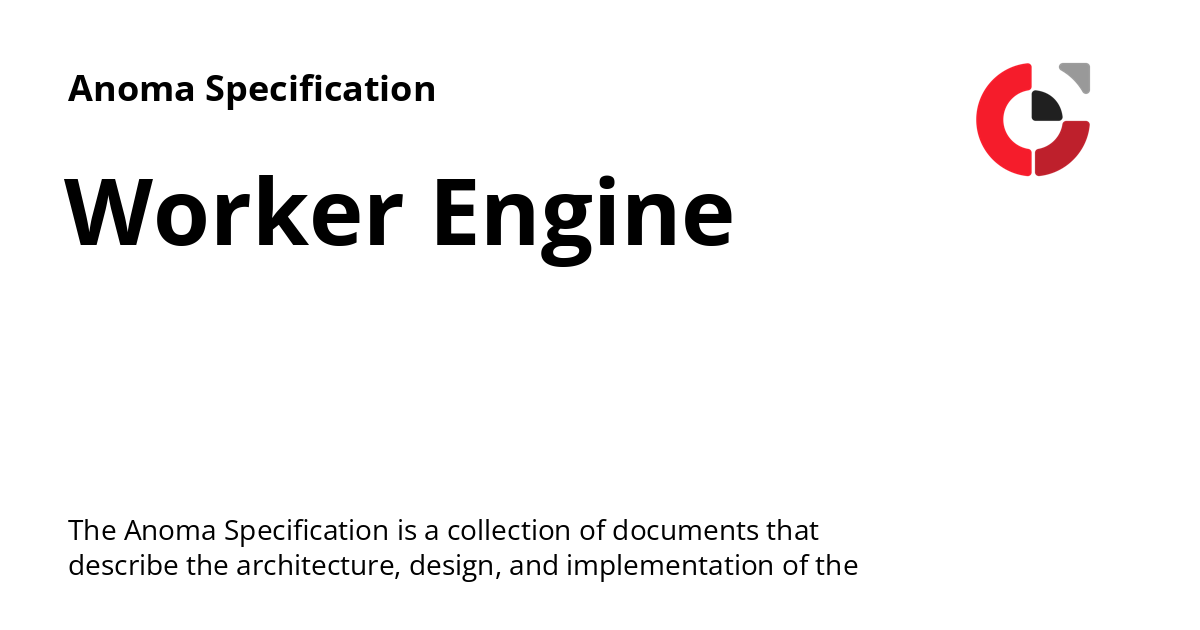 Anoma Specification
Worker Engine
The Anoma Specification is a collection of documents that
describe the architecture, design, and implementation of the